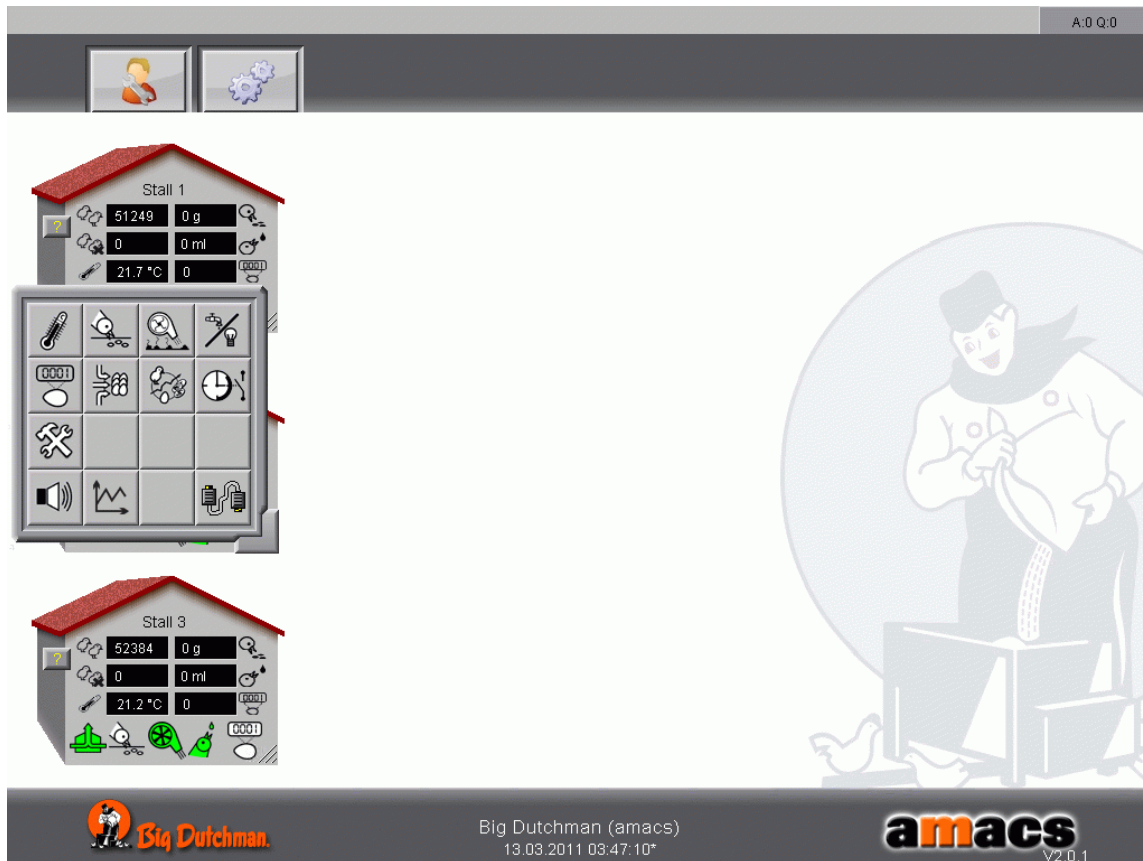 A:0 Q:0
Stall 1
?
51249 0 g
0 0 ml
21.7 °C 0
0001
0001
Stall 3
?
52384 0 g
0 0 ml
21.2 °C 0
0001
0001
Big Dutchman.
Big Dutchman (amacs)
13.03.2011 03:47:10*
amacs
V2.0.1